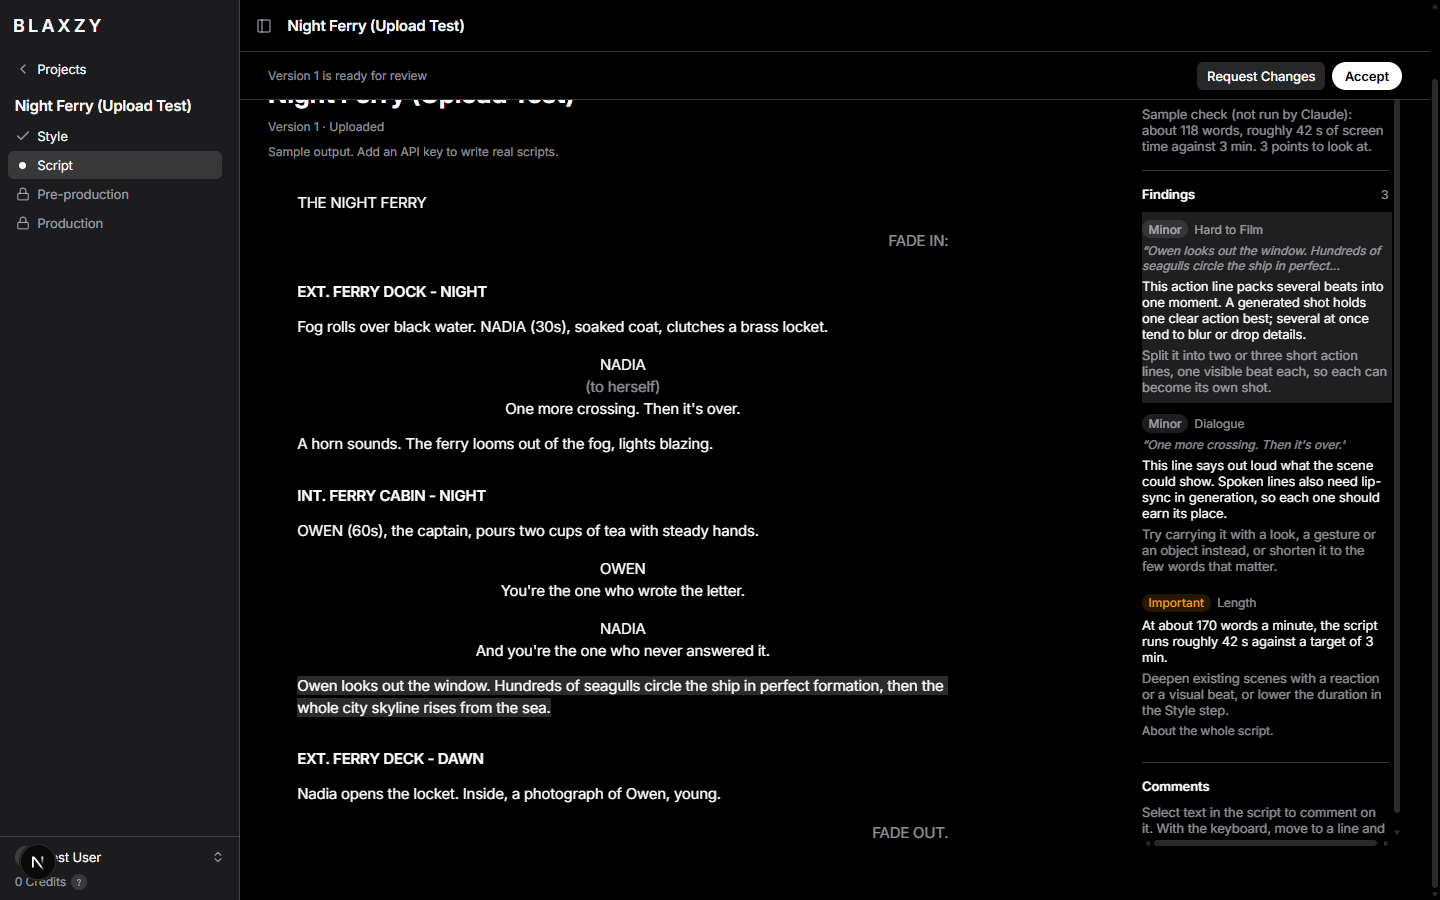 BLAXZY
Projects
Night Ferry (Upload Test)
Style
Script
Pre-production
Production
N
st User
0 Credits ?
Night Ferry (Upload Test)
Version 1 is ready for review
Request Changes
Accept
Night Ferry (Upload Test)
Version 1 · Uploaded
Sample output. Add an API key to write real scripts.
THE NIGHT FERRY
FADE IN:
EXT. FERRY DOCK - NIGHT
Fog rolls over black water. NADIA (30s), soaked coat, clutches a brass locket.
NADIA
(to herself)
One more crossing. Then it's over.
A horn sounds. The ferry looms out of the fog, lights blazing.
INT. FERRY CABIN - NIGHT
OWEN (60s), the captain, pours two cups of tea with steady hands.
OWEN
You're the one who wrote the letter.
NADIA
And you're the one who never answered it.
Owen looks out the window. Hundreds of seagulls circle the ship in perfect formation, then the
whole city skyline rises from the sea.
EXT. FERRY DECK - DAWN
Nadia opens the locket. Inside, a photograph of Owen, young.
FADE OUT.
Sample check (not run by Claude):
about 118 words, roughly 42 s of screen
time against 3 min. 3 points to look at.
Findings 3
Minor Hard to Film
"Owen looks out the window. Hundreds of
seagulls circle the ship in perfect...
This action line packs several beats into
one moment. A generated shot holds
one clear action best; several at once
tend to blur or drop details.
Split it into two or three short action
lines, one visible beat each, so each can
become its own shot.
Minor Dialogue
"One more crossing. Then it's over."
This line says out loud what the scene
could show. Spoken lines also need lip-
sync in generation, so each one should
earn its place.
Try carrying it with a look, a gesture or
an object instead, or shorten it to the
few words that matter.
Important Length
At about 170 words a minute, the script
runs roughly 42 s against a target of 3
min.
Deepen existing scenes with a reaction
or a visual beat, or lower the duration in
the Style step.
About the whole script.
Comments
Select text in the script to comment on
it. With the keyboard, move to a line and